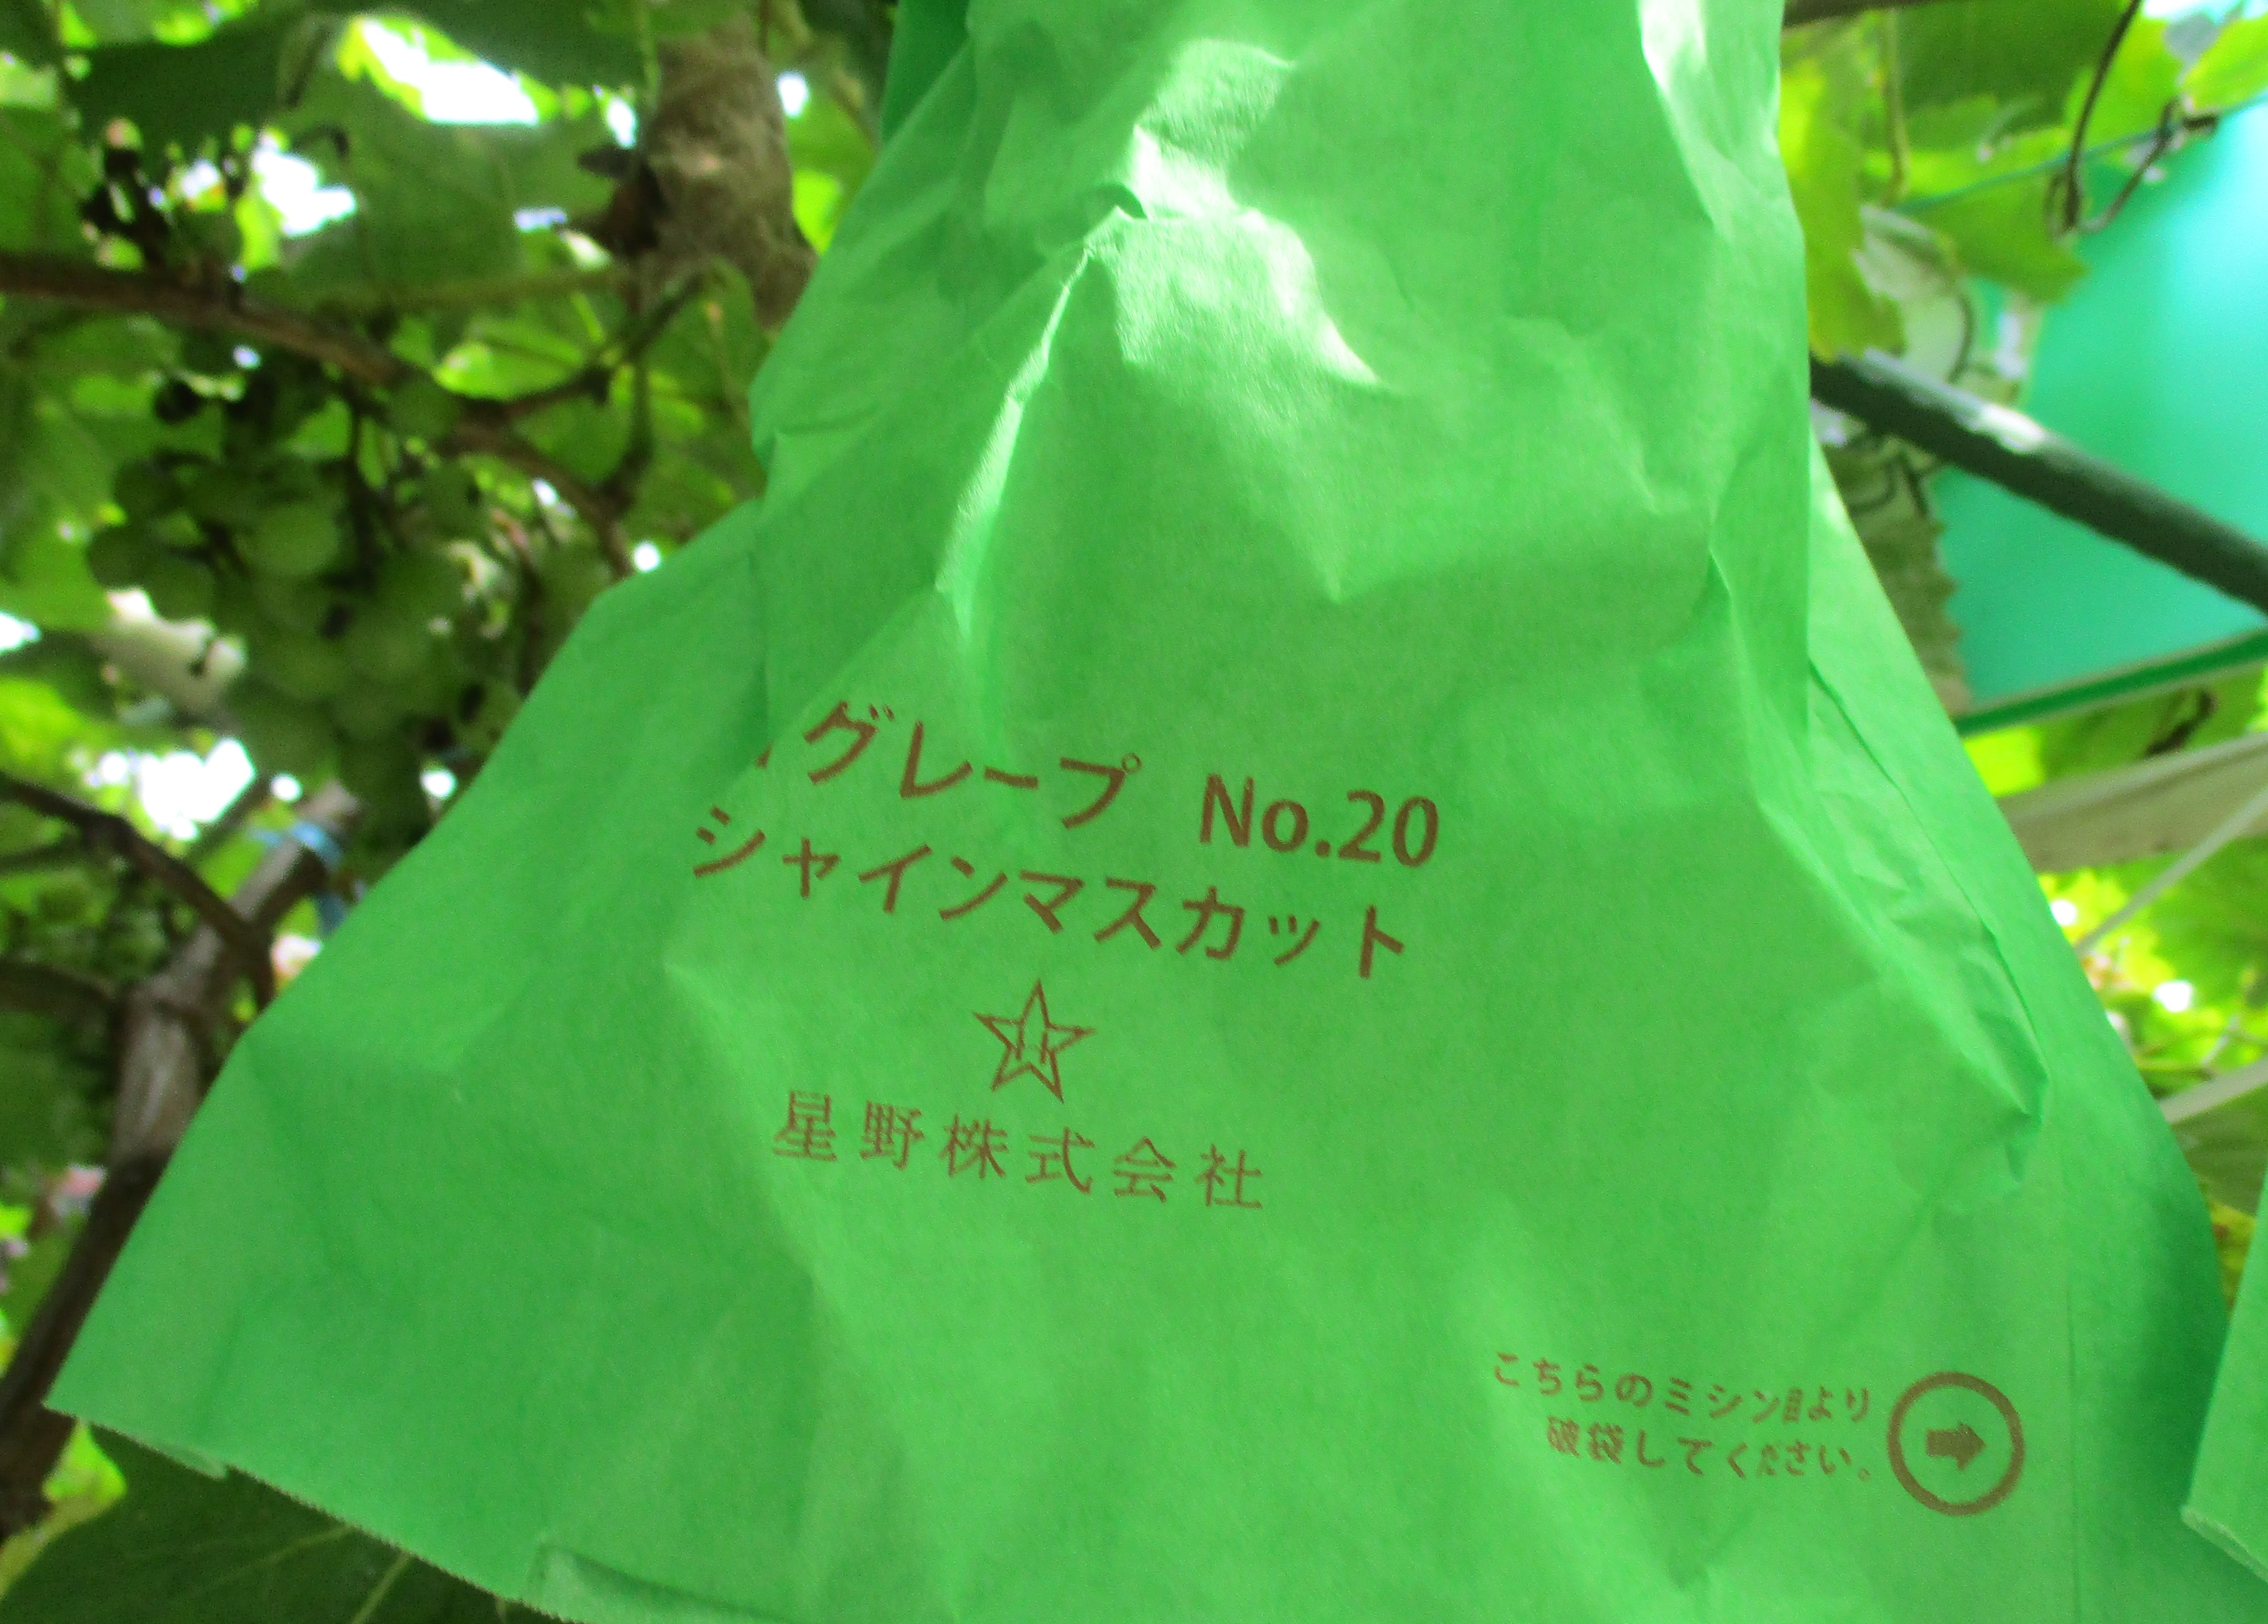 グレープ No.20
シャインマスカット
星野株式会社
こちらのミシン目より
破袋してください。